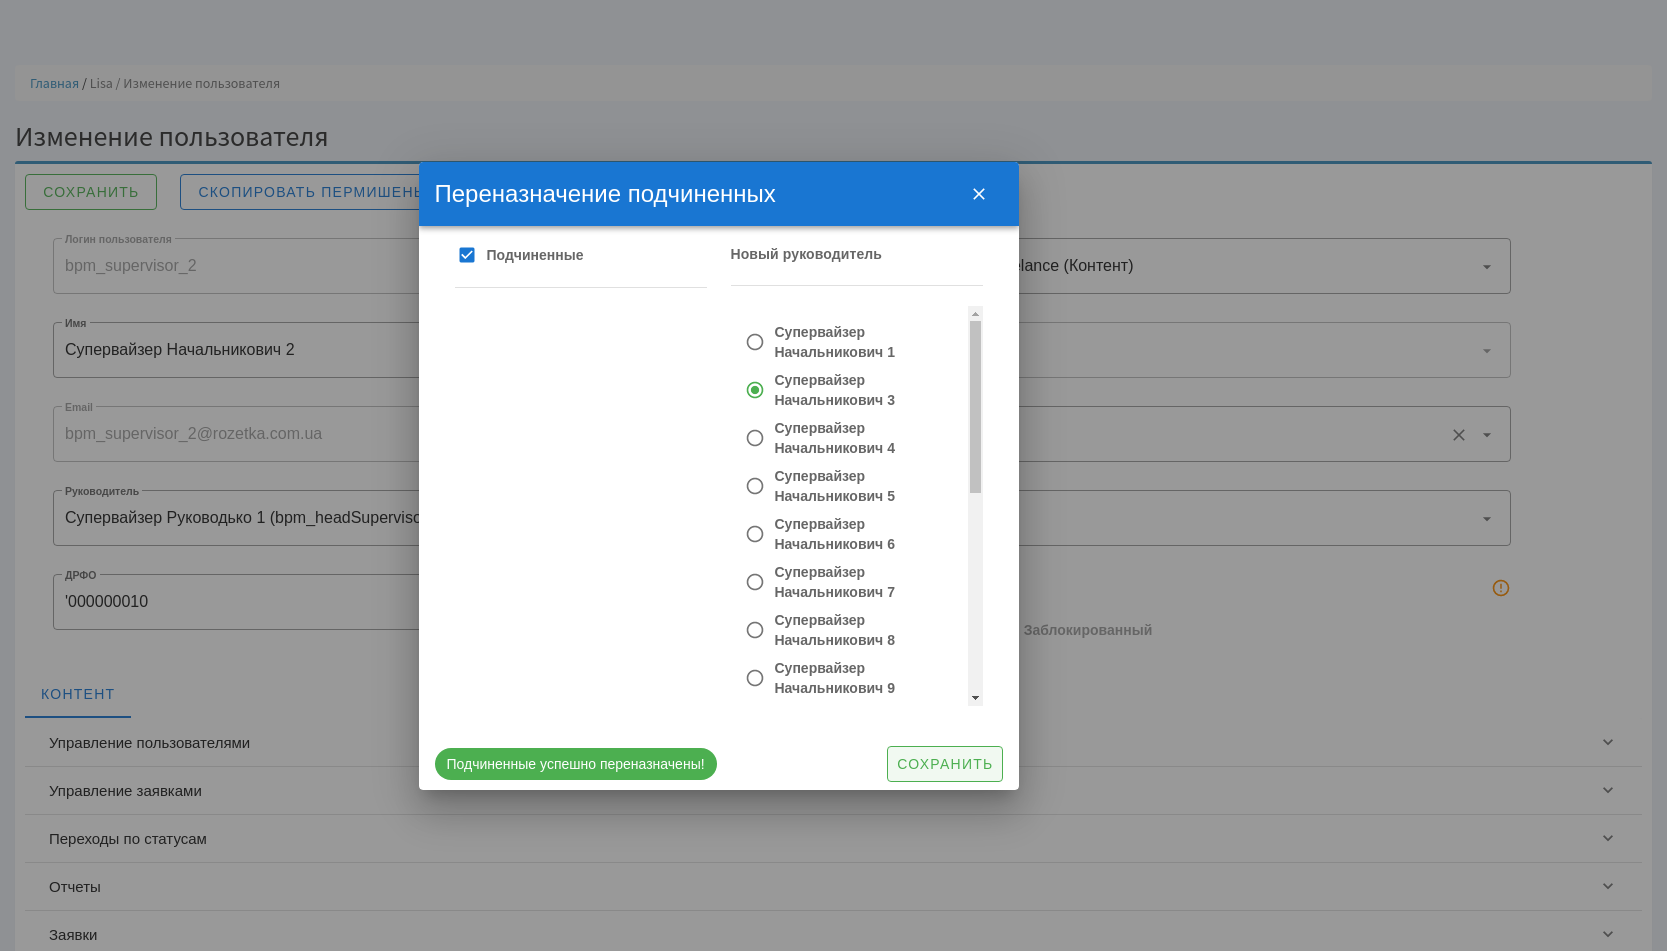 Главная / Lisa / Изменение пользователя
Изменение пользователя
СОХРАНИТЬ
СКОПИРОВАТЬ ПЕРМИШЕНЬ
Логин пользователя
bpm_supervisor_2
Имя
Супервайзер Начальникович 2
Email
bpm_supervisor_2@rozetka.com.ua
Руководитель
Супервайзер Руководько 1 (bpm_headSuperviso
ДРФО
'000000010
elance (Контент)
Заблокированный
Переназначение подчиненных
Подчиненные
Новый руководитель
Супервайзер
Начальникович 1
Супервайзер
Начальникович 3
Супервайзер
Начальникович 4
Супервайзер
Начальникович 5
Супервайзер
Начальникович 6
Супервайзер
Начальникович 7
Супервайзер
Начальникович 8
Супервайзер
Начальникович 9
Подчиненные успешно переназначены!
СОХРАНИТЬ
КОНТЕНТ
Управление пользователями
Управление заявками
Переходы по статусам
Отчеты
Заявки